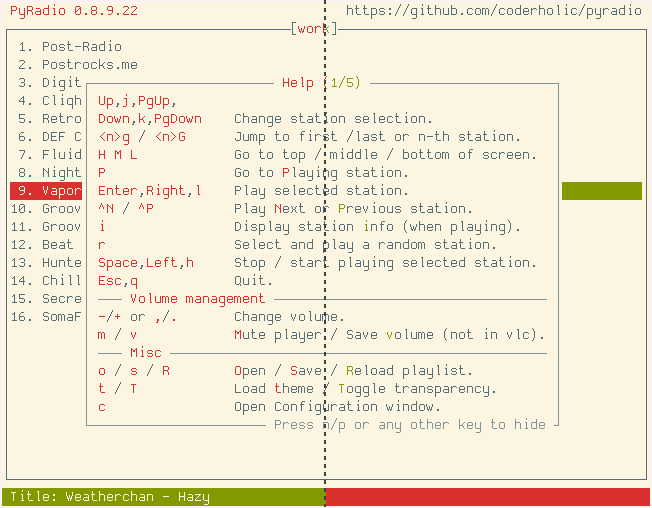 PyRadio 0.8.9.22 https://github.com/coderholic/pyradio
[work]
1. Post-Radio
2. Postrocks.me
3. Digit Help (1/5)
4. Cliqh Up,j,PgUp,
5. Retro Down,k,PgDown Change station selection.
6. DEF C <n>g / <n>G Jump to first /last or n-th station.
7. Fluid H M L Go to top / middle / bottom of screen.
8. Night P Go to Playing station.
9. Vapor Enter,Right,l Play selected station.
10. Groov ^N / ^P Play Next or Previous station.
11. Groov i Display station info (when playing).
12. Beat r Select and play a random station.
13. Hunte Space,Left,h Stop / start playing selected station.
14. Chill Esc,q Quit.
15. Secre Volume management
16. SomaF -/+ or ,/. Change volume.
m / v Mute player / Save volume (not in vlc).
Misc
o / s / R Open / Save / Reload playlist.
t / T Load theme / Toggle transparency.
c Open Configuration window.
Press n/p or any other key to hide
Title: Weatherchan - Hazy